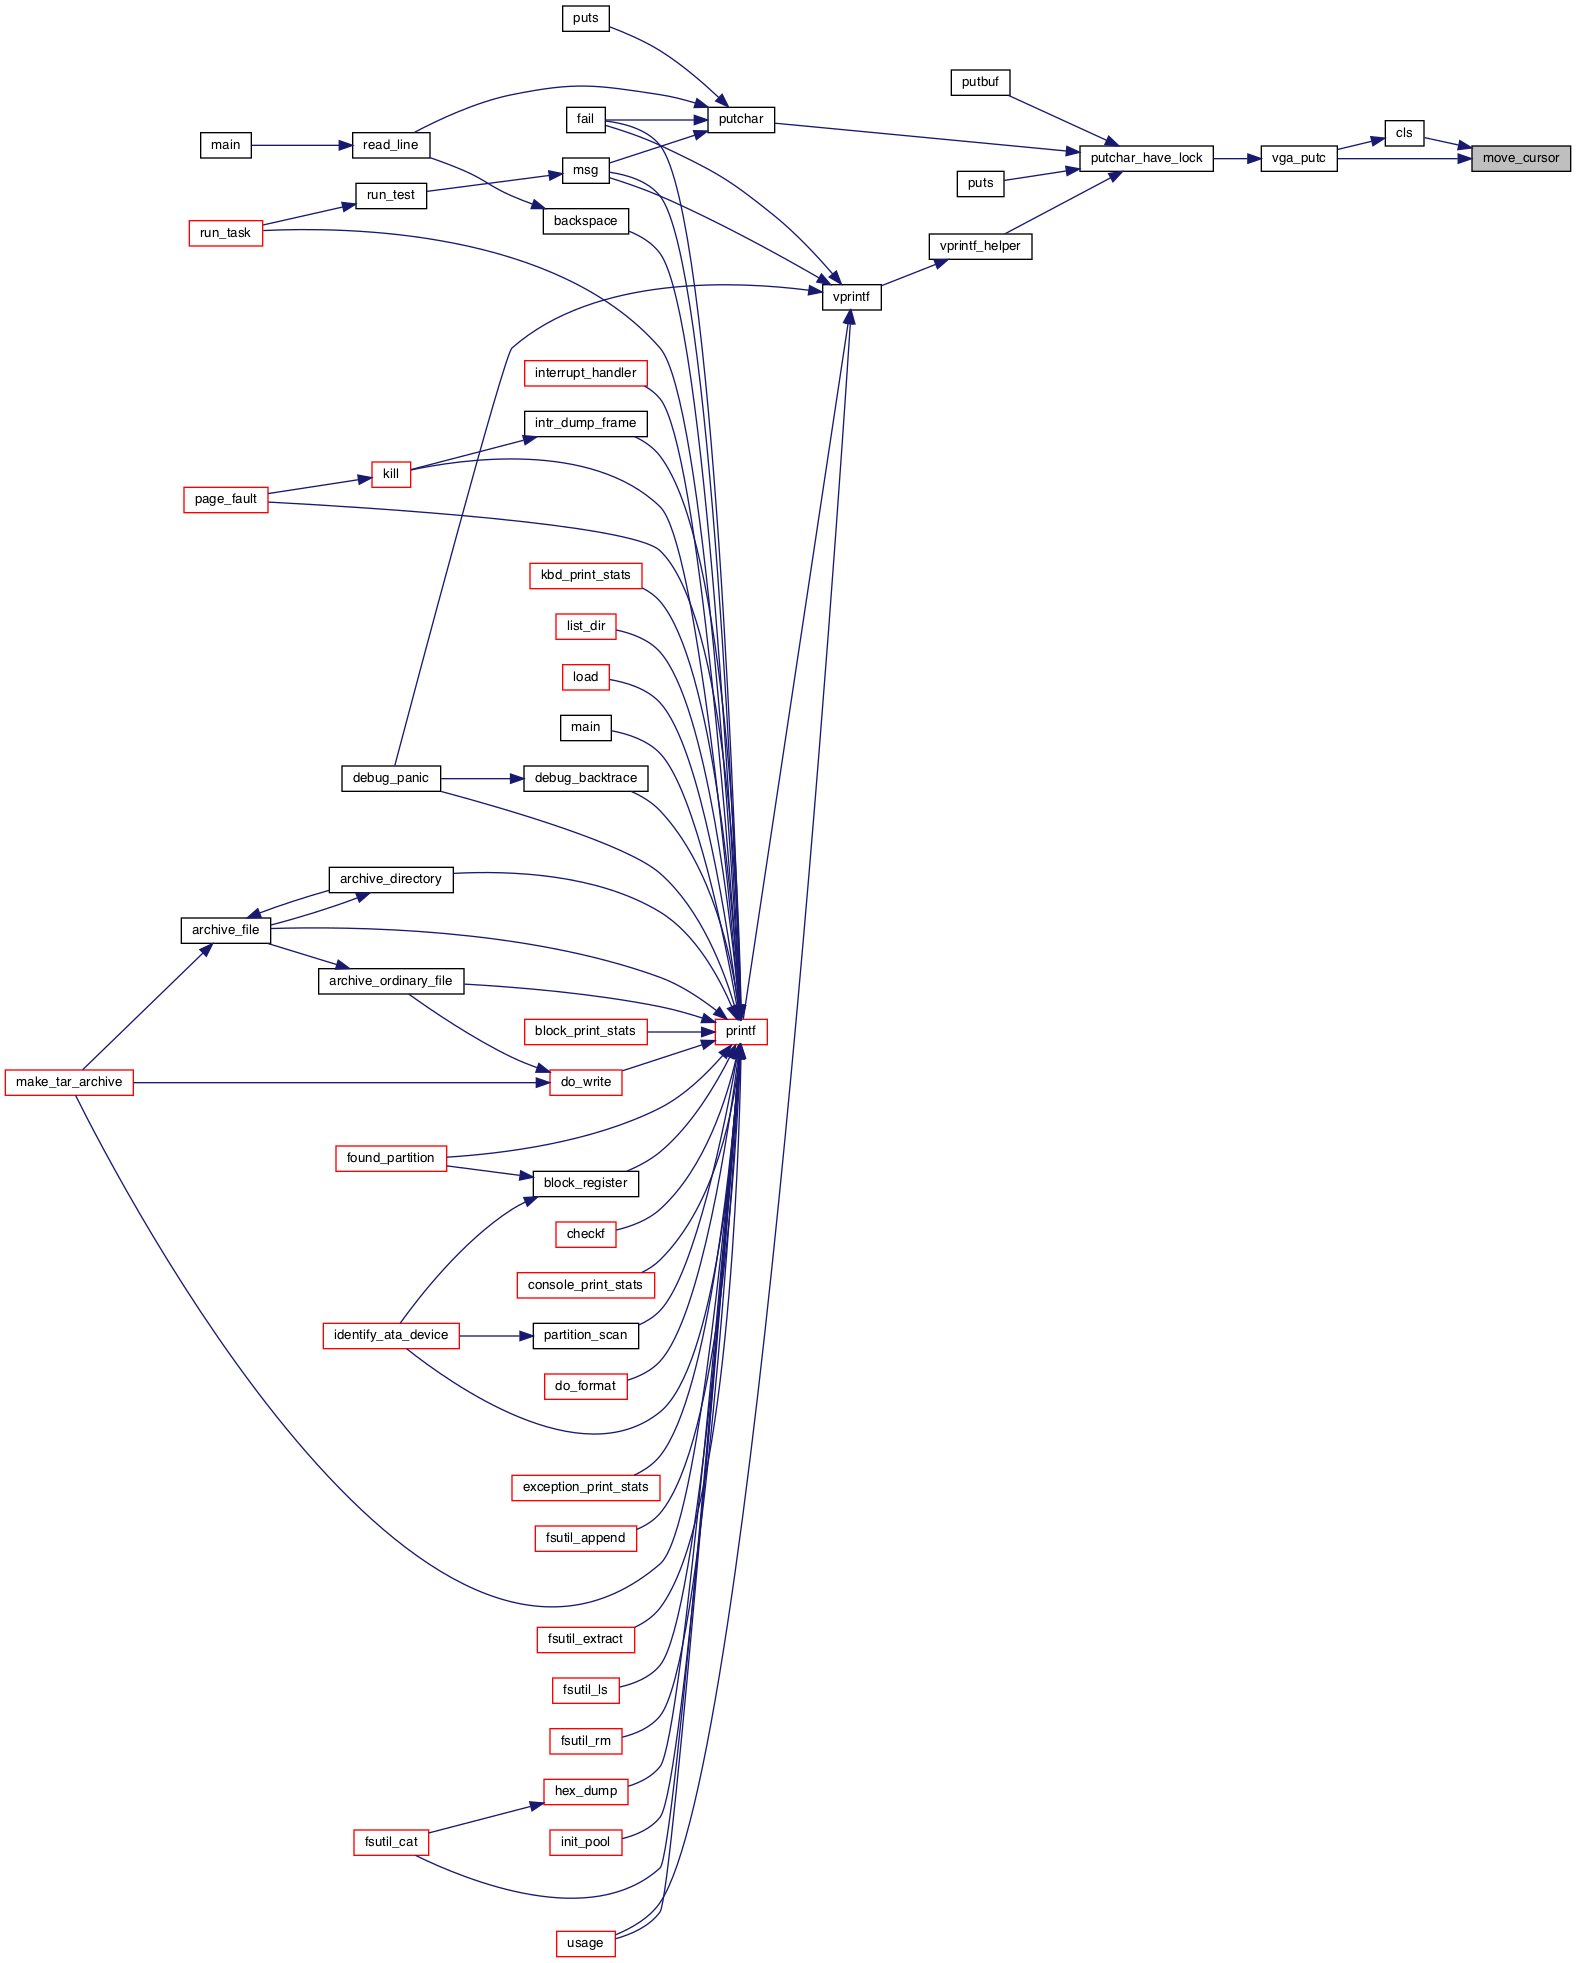 puts
putbuf
fail
putchar
cls
main
read_line
putchar_have_lock
vga_putc
move_cursor
msg
puts
run_test
backspace
run_task
vprintf_helper
vprintf
interrupt_handler
intr_dump_frame
kill
page_fault
kbd_print_stats
list_dir
load
main
debug_panic
debug_backtrace
archive_directory
archive_file
archive_ordinary_file
block_print_stats
printf
make_tar_archive
do_write
found_partition
block_register
checkf
console_print_stats
identify_ata_device
partition_scan
do_format
exception_print_stats
fsutil_append
fsutil_extract
fsutil_ls
fsutil_rm
hex_dump
fsutil_cat
init_pool
usage